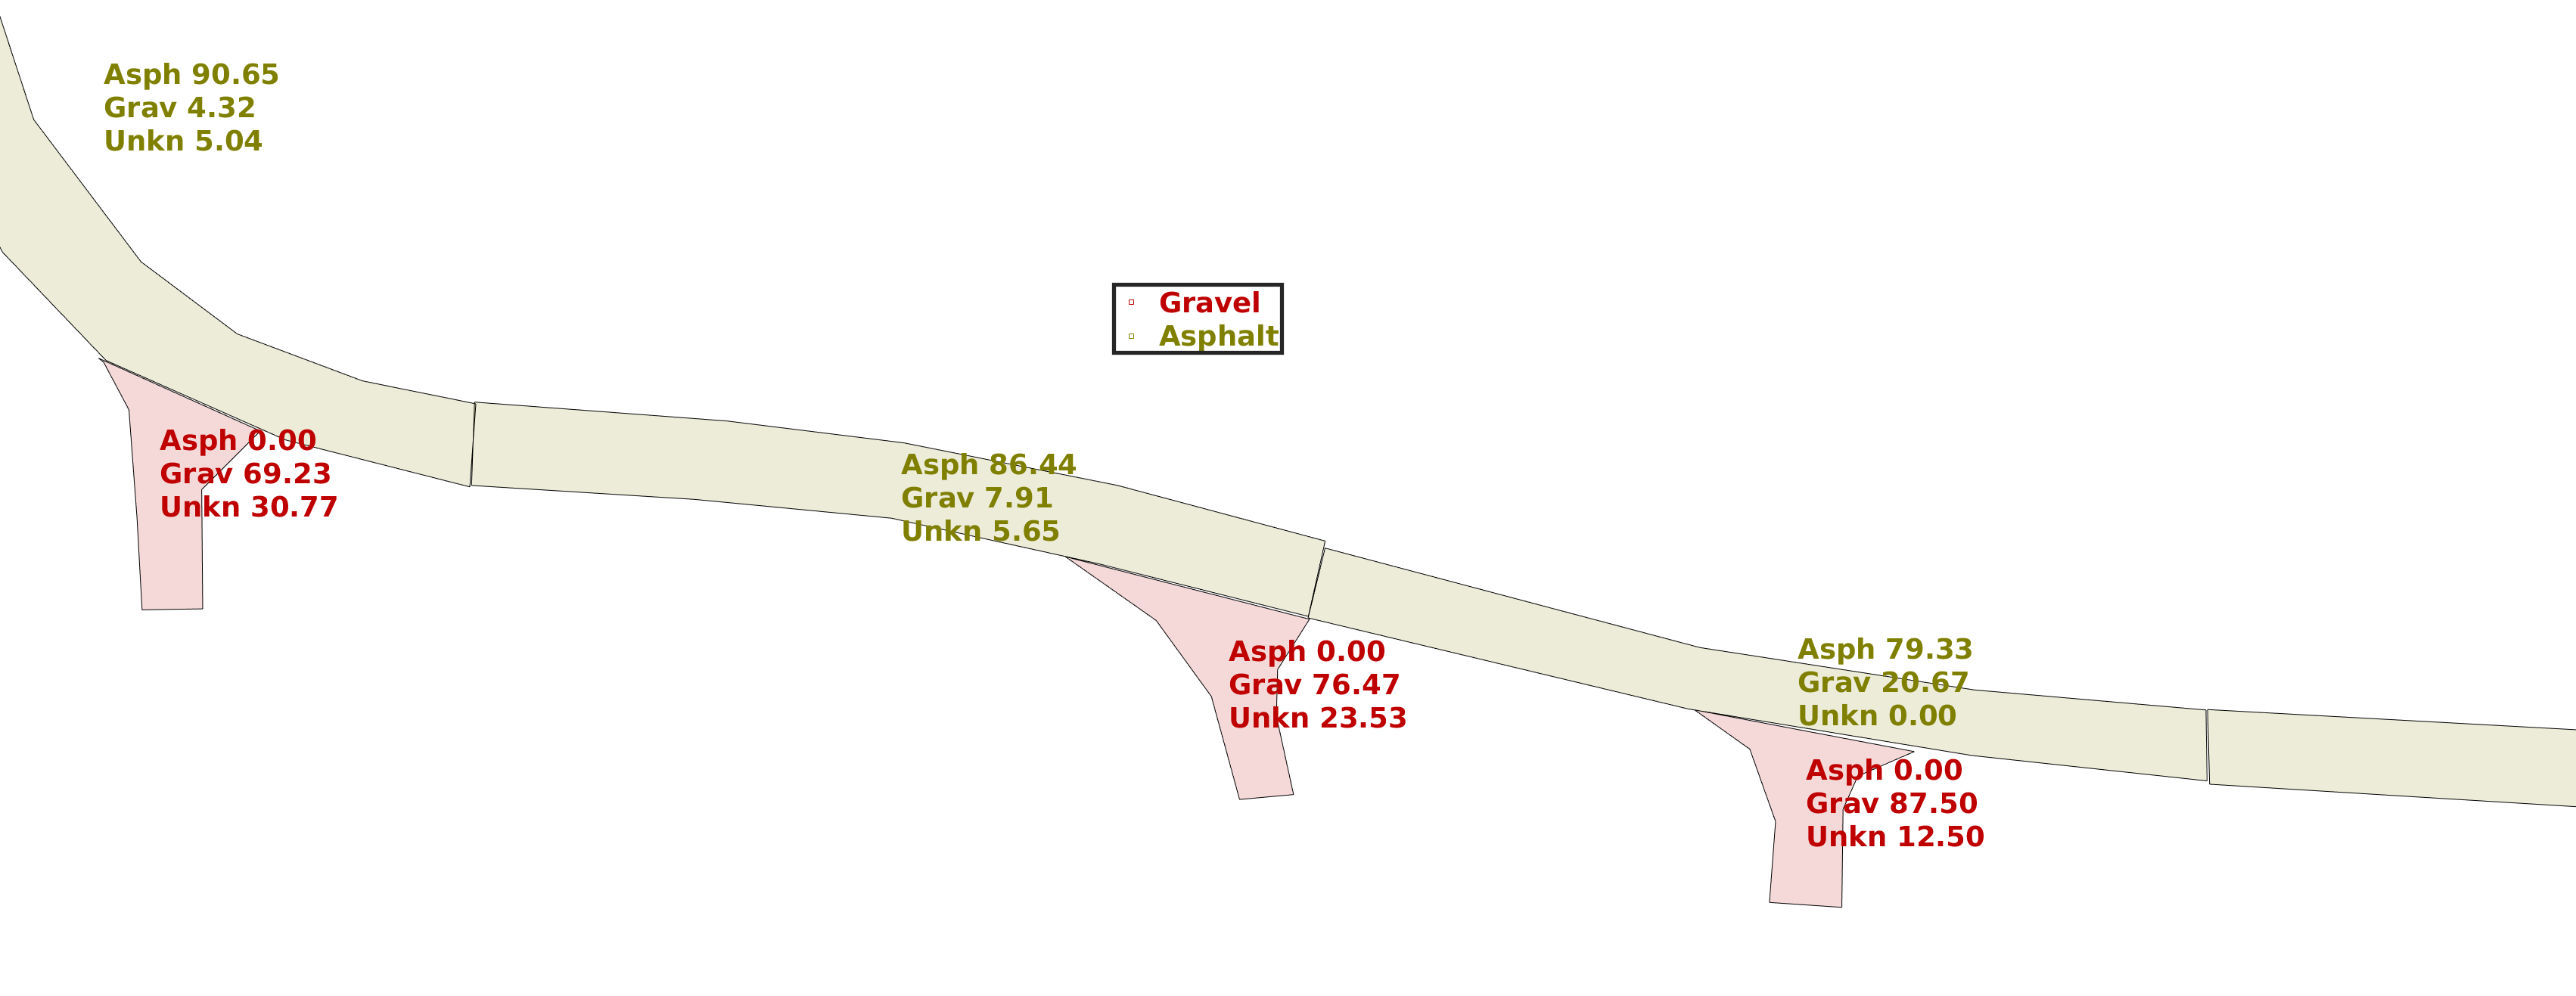 Asph 90.65
Grav 4.32
Unkn 5.04
Gravel
Asphalt
Asph 0.00
Grav 69.23
Unkn 30.77
Asph 86.44
Grav 7.91
Unkn 5.65
Asph 0.00
Grav 76.47
Unkn 23.53
Asph 79.33
Grav 20.67
Unkn 0.00
Asph 0.00
Grav 87.50
Unkn 12.50